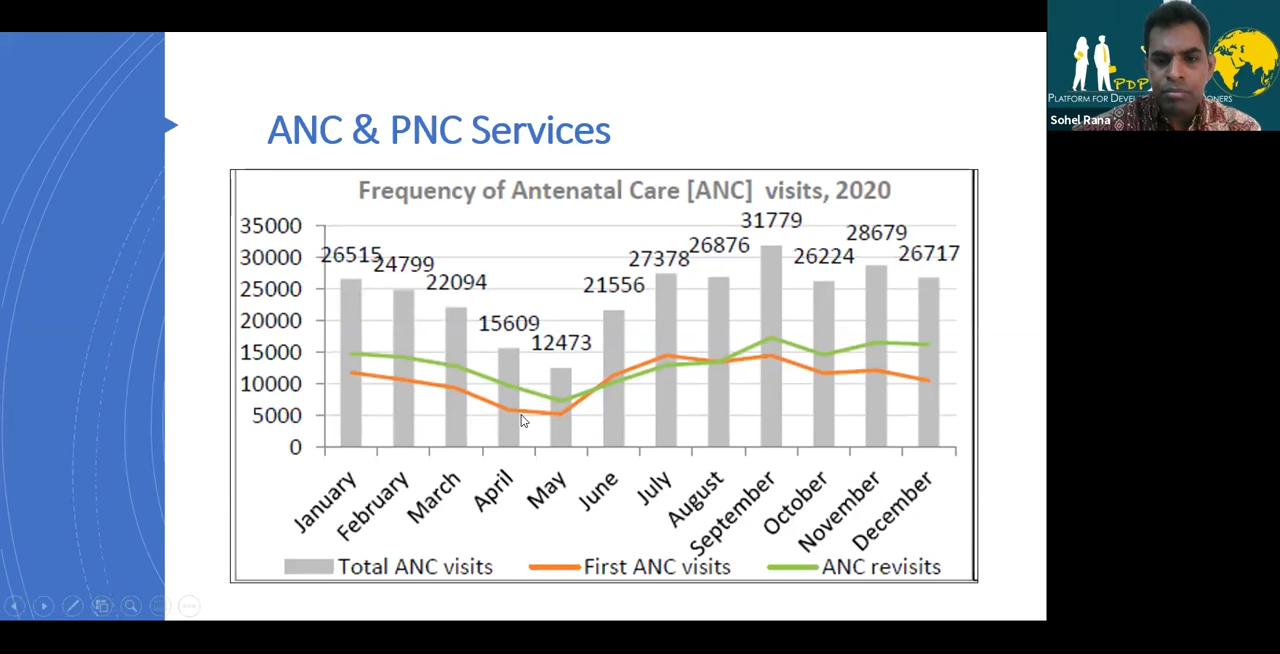 ANC & PNC Services
Frequency of Antenatal Care [ANC] visits, 2020
35000
30000
25000
20000
15000
10000
5000
0
26515
24799
22094
15609
12473
21556
27378
26876
31779
26224
28679
26717
January
February
March
April
May
June
July
August
September
October
November
December
Total ANC visits
First ANC visits
ANC revisits
PDP
PLATFORM FOR
Sohel Rana